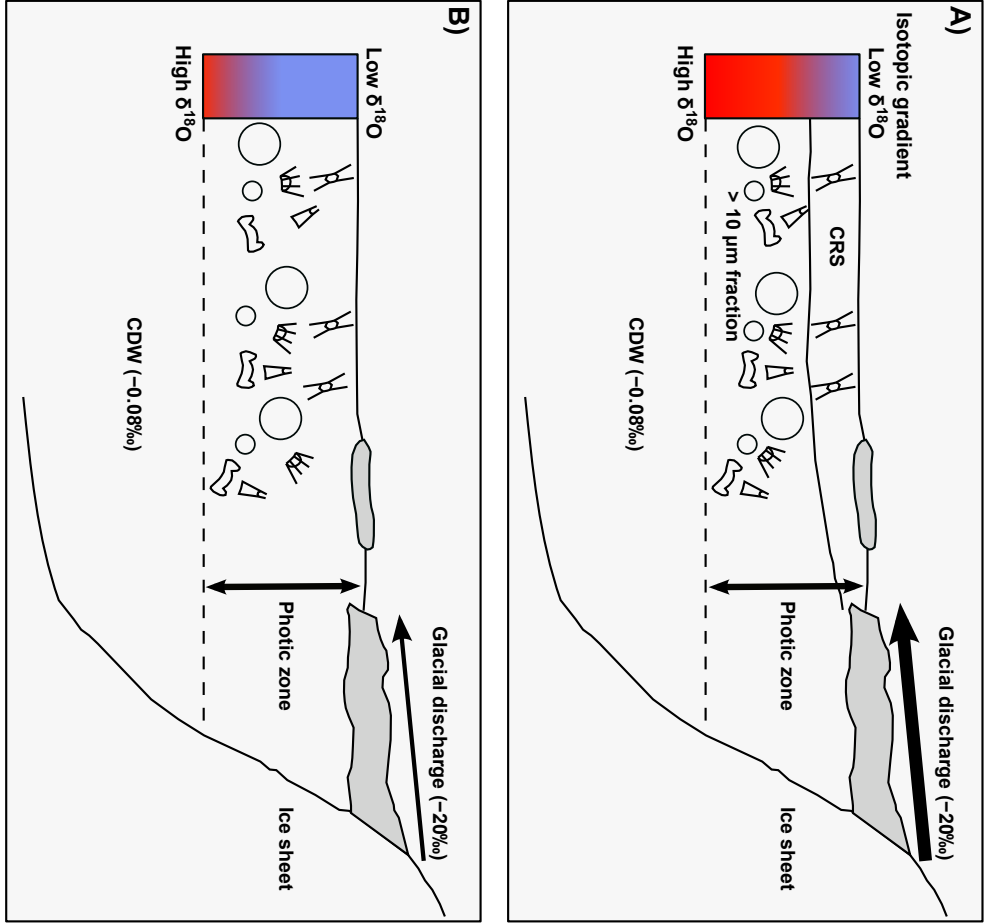 A)
Isotopic gradient
Low δ18O
High δ18O
CRS
> 10 μm fraction
CDW (−0.08‰)
Photic zone
Glacial discharge (−20‰)
Ice sheet
B)
Low δ18O
High δ18O
CDW (−0.08‰)
Photic zone
Glacial discharge (−20‰)
Ice sheet